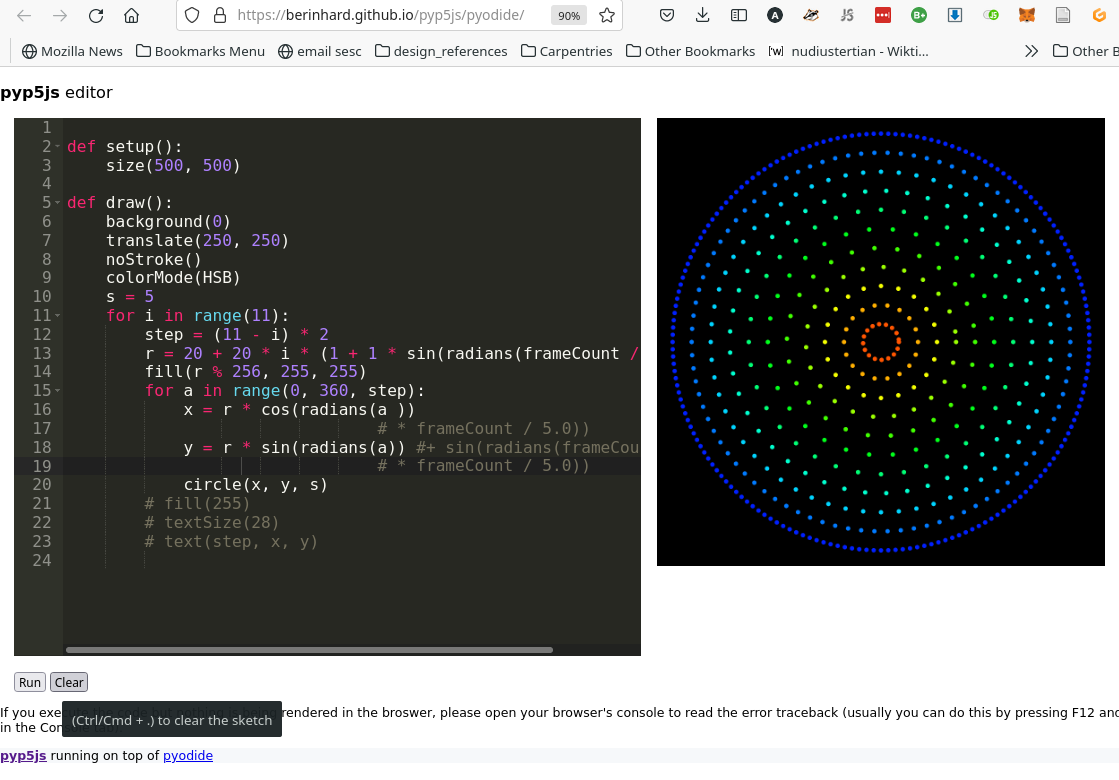 https://berinhard.github.io/pyp5js/pyodide/ 90%
Mozilla News Bookmarks Menu email sesc design_references Carpentries Other Bookmarks nudiustertian - Wikti... Other B
pyp5js editor
1
2 def setup():
3 size(500, 500)
4
5 def draw():
6 background(0)
7 translate(250, 250)
8 noStroke()
9 colorMode(HSB)
10 s = 5
11 for i in range(11):
12 step = (11 - i) * 2
13 r = 20 + 20 * i * (1 + 1 * sin(radians(frameCount /
14 fill(r % 256, 255, 255)
15 for a in range(0, 360, step):
16 x = r * cos(radians(a ))
17 # * frameCount / 5.0))
18 y = r * sin(radians(a)) #+ sin(radians(frameCou
19 # * frameCount / 5.0))
20 circle(x, y, s)
21 # fill(255)
22 # textSize(28)
23 # text(step, x, y)
24
Run Clear
If you exe rendered in the broswer, please open your browser's console to read the error traceback (usually you can do this by pressing F12 and
in the Con
(Ctrl/Cmd + .) to clear the sketch
pyp5js running on top of pyodide